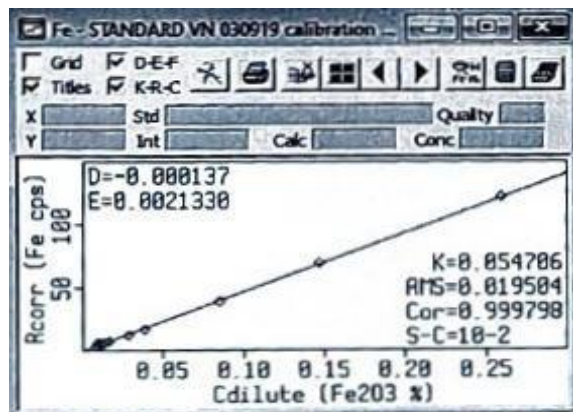 Fe - STANDARD VN 030919 calibration ...
Grid D-E-F
Titles K-R-C
X Std Quality
Y Int Calc Conc
D=-0.000137
E=0.0021330
Rcorr (Fe cps)
100
50
K=0.054706
RMS=0.019504
Cor=0.999798
S-C=10-2
0.05 0.10 0.15 0.20 0.25
Cdilute (Fe2O3 %)